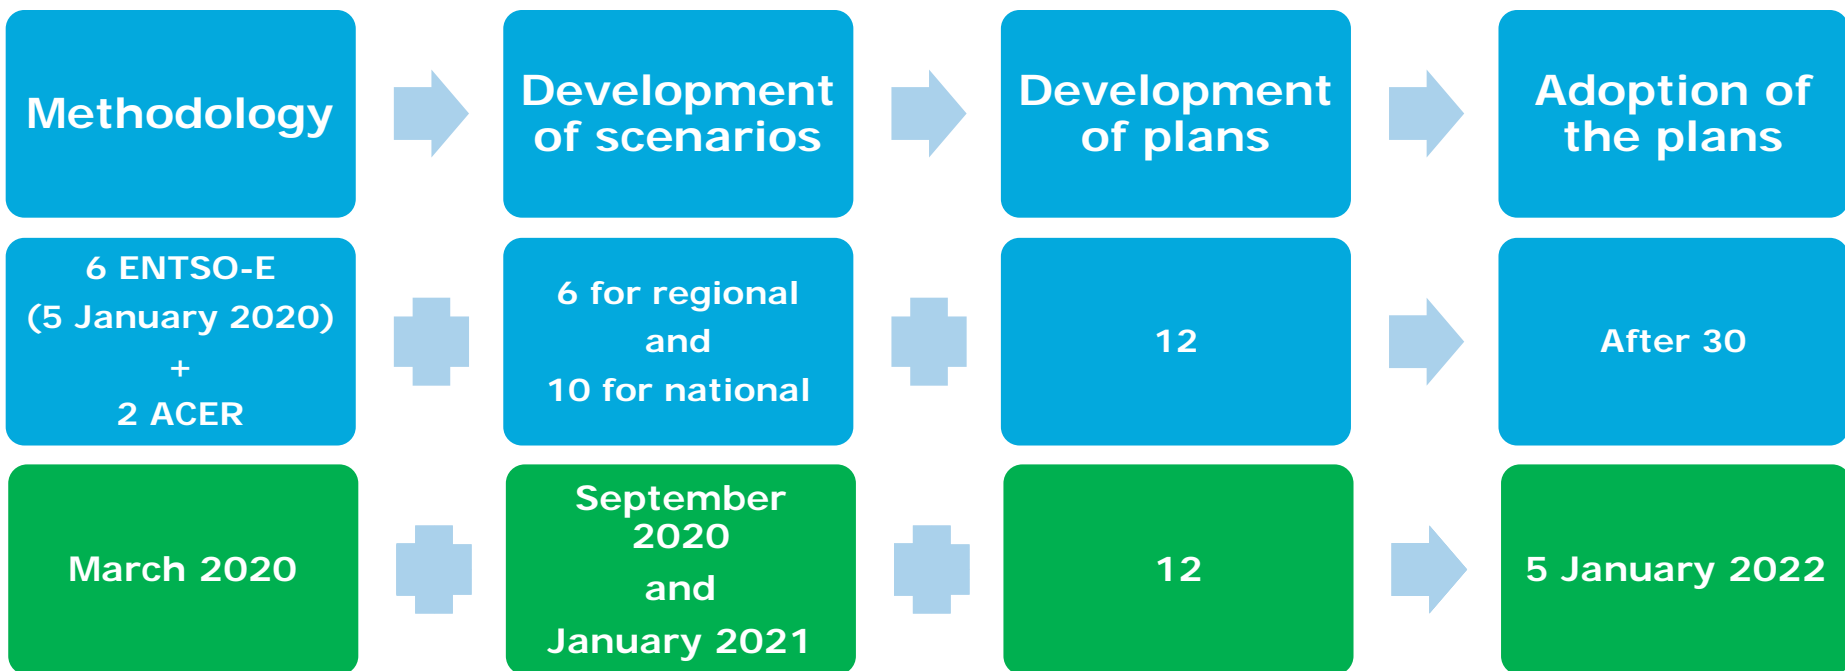 Methodology
Development
of scenarios
Development
of plans
Adoption of
the plans
6 ENTSO-E
(5 January 2020)
+
2 ACER
6 for regional
and
10 for national
12
After 30
March 2020
September
2020
and
January 2021
12
5 January 2022